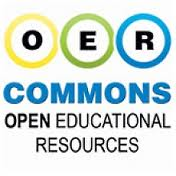 O E R
COMMONS
OPEN EDUCATIONAL
RESOURCES